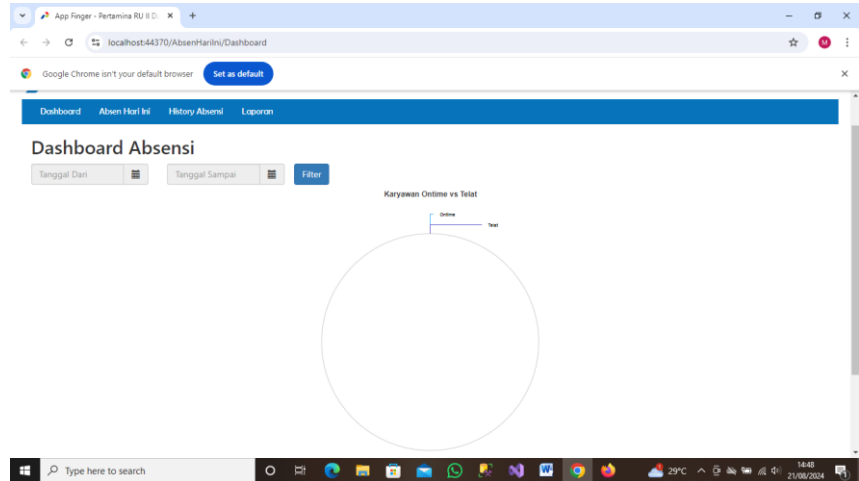 App Finger - Pertamina RU II D
localhost:44370/AbsenHariIni/Dashboard
M
Google Chrome isn't your default browser Set as default
Dashboard Absen Hari Ini History Absensi Laporan
Dashboard Absensi
Tanggal Dari Tanggal Sampai Filter
Karyawan Ontime vs Telat
Ontime
Telat
Type here to search
29°C
14:48
21/08/2024